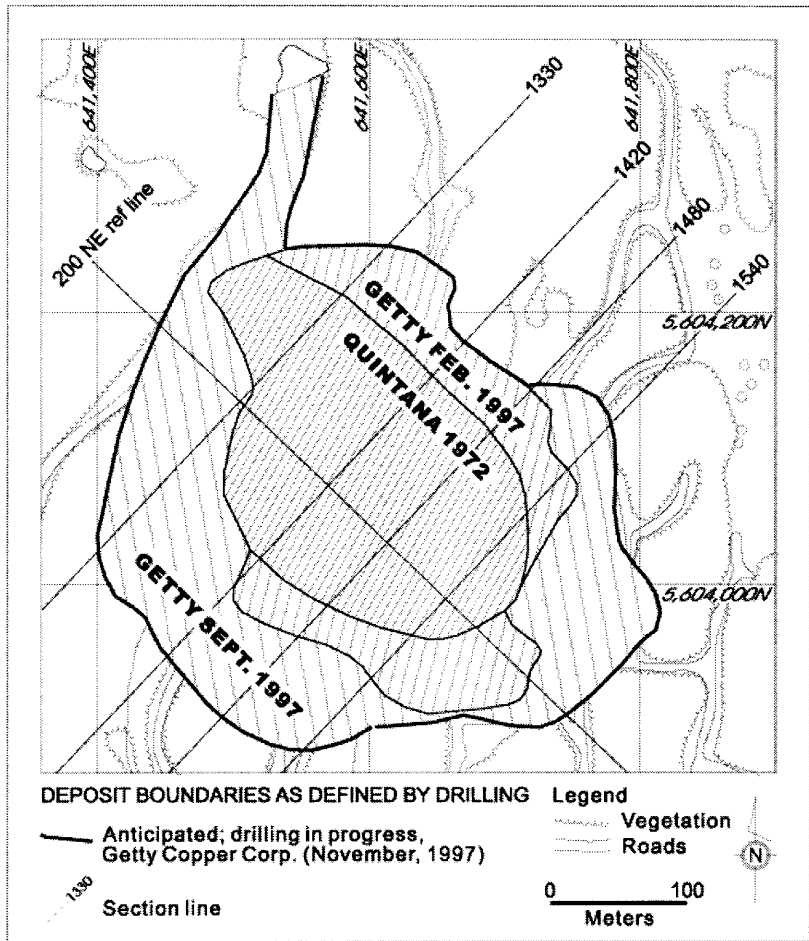 641,400E
641,600E
641,800E
1330
1420
1480
1540
200 NE ref line
5,604,200N
GETTY FEB. 1997
QUINTANA 1972
5,604,000N
GETTY SEPT. 1997
DEPOSIT BOUNDARIES AS DEFINED BY DRILLING
Anticipated; drilling in progress,
Getty Copper Corp. (November, 1997)
1330
Section line
Legend
Vegetation
Roads
N
0 100
Meters